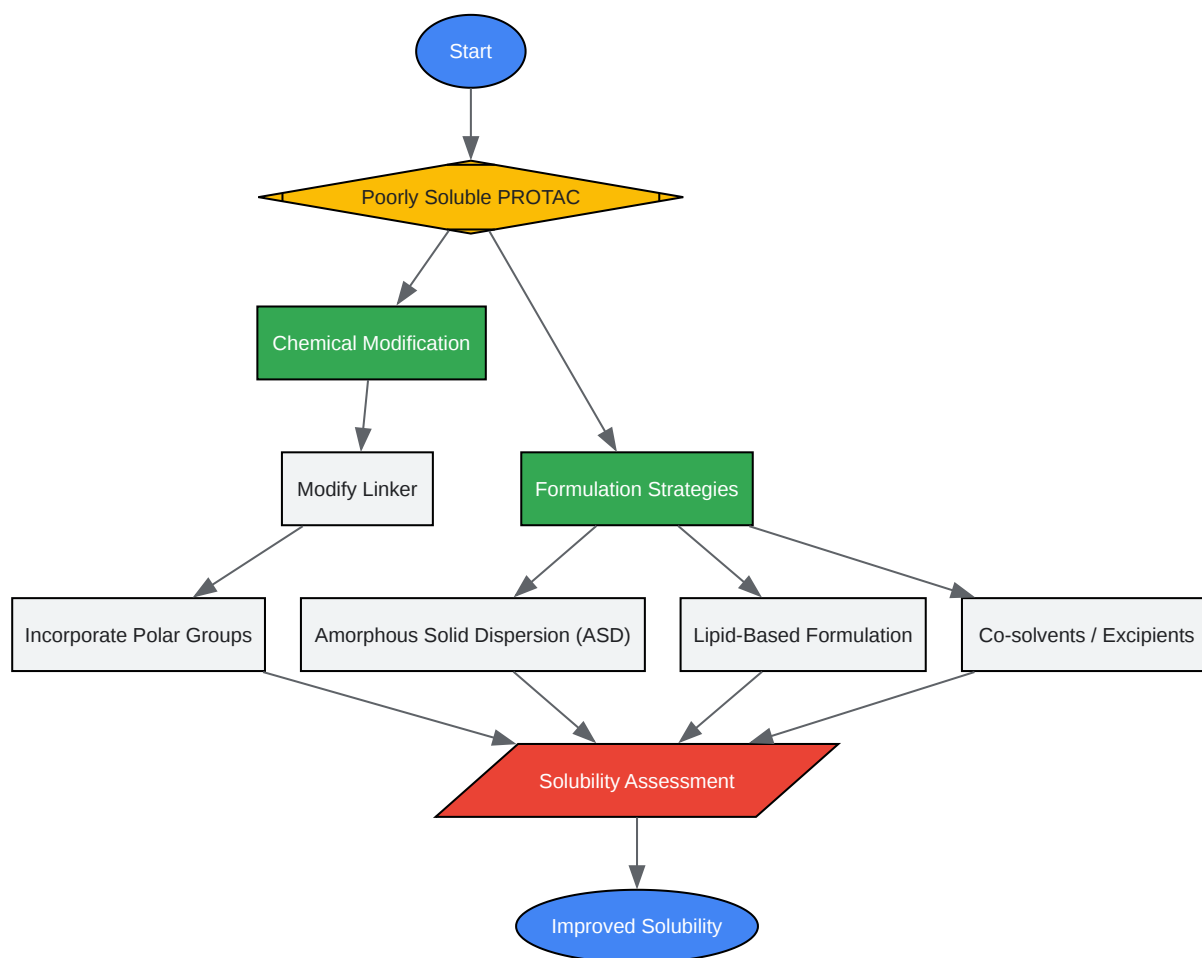 Start
Poorly Soluble PROTAC
Chemical Modification
Modify Linker
Formulation Strategies
Incorporate Polar Groups
Amorphous Solid Dispersion (ASD)
Lipid-Based Formulation
Co-solvents / Excipients
Solubility Assessment
Improved Solubility